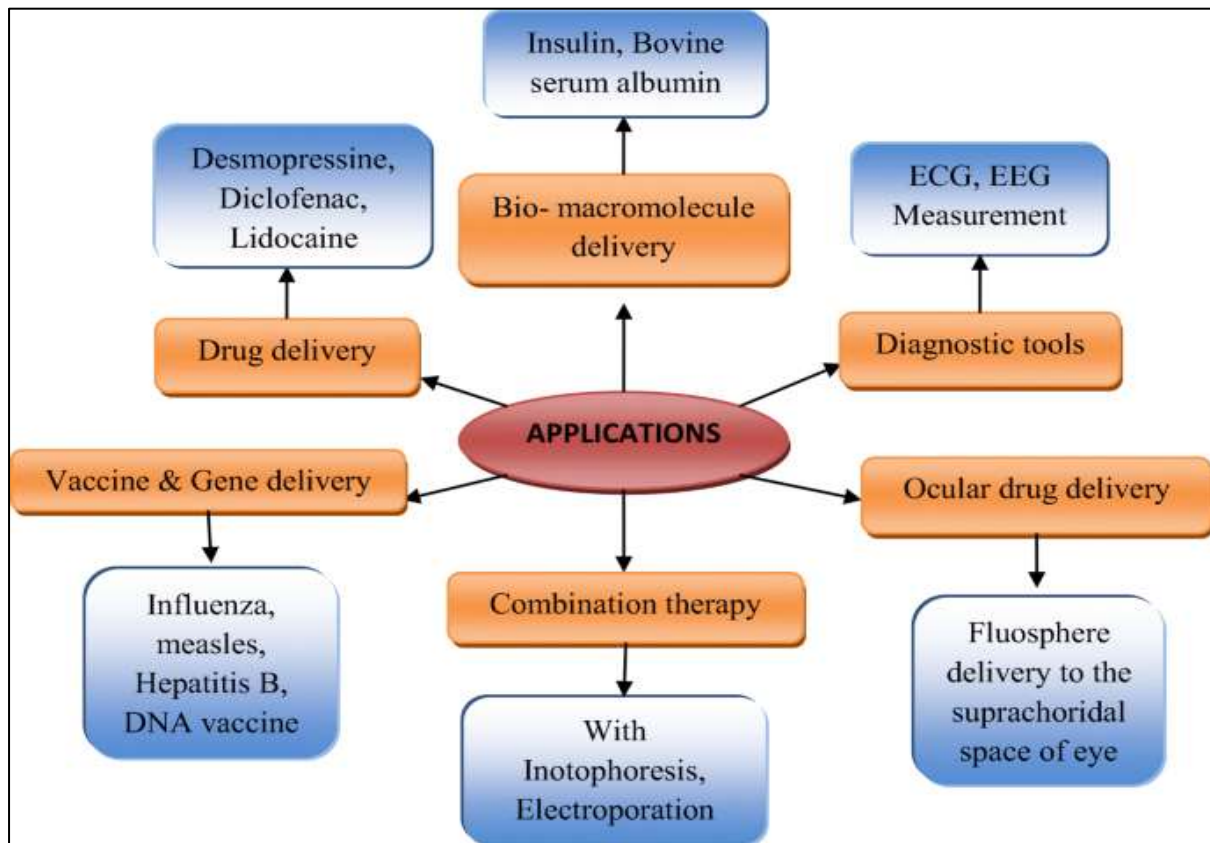 Insulin, Bovine
serum albumin
Desmopressine,
Diclofenac,
Lidocaine
Bio- macromolecule
delivery
ECG, EEG
Measurement
Drug delivery
Diagnostic tools
APPLICATIONS
Vaccine & Gene delivery
Ocular drug delivery
Influenza,
measles,
Hepatitis B,
DNA vaccine
Combination therapy
Fluosphere
delivery to the
suprachoridal
space of eye
With
Inotophoresis,
Electroporation